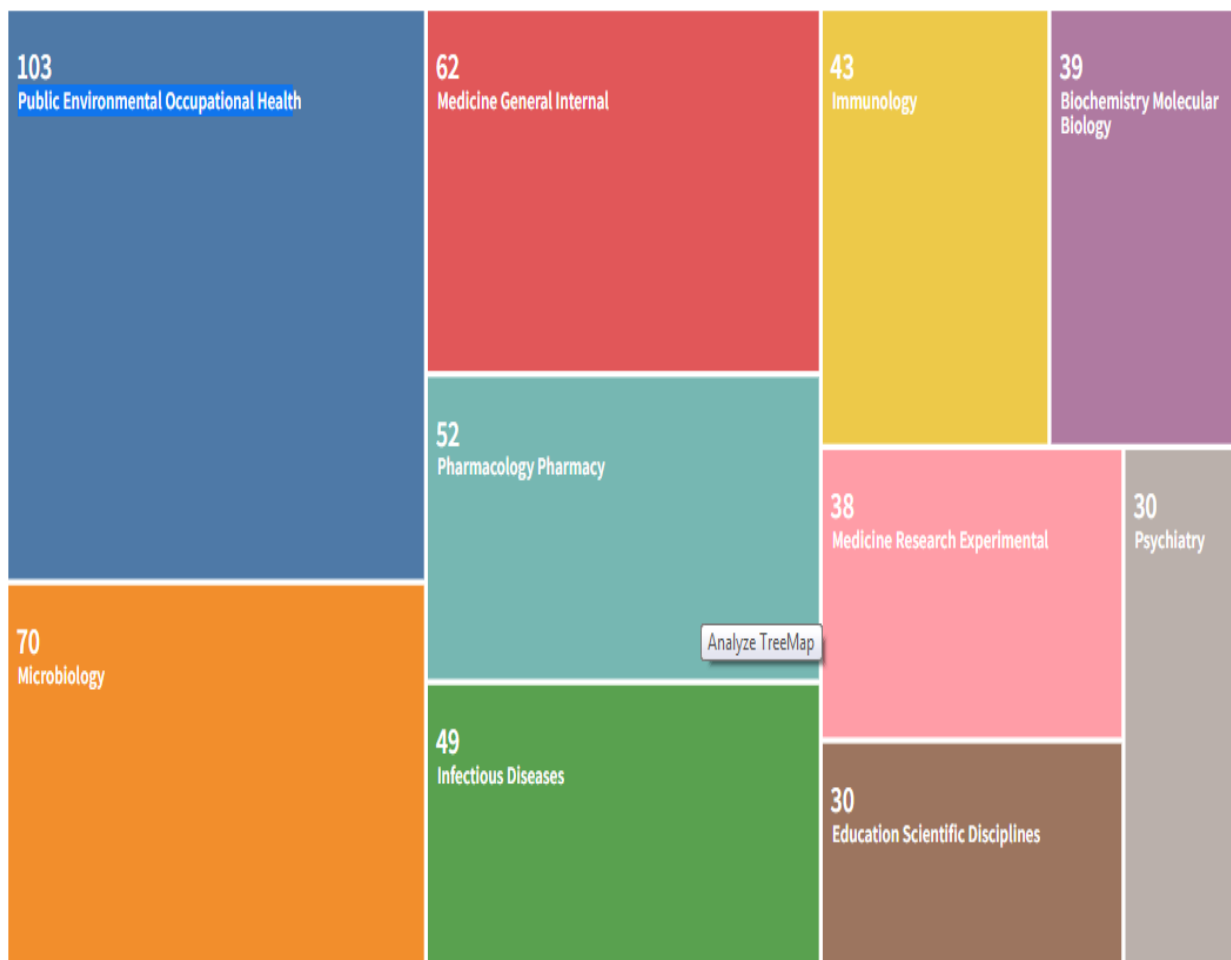 103
Public Environmental Occupational Health
62
Medicine General Internal
43
Immunology
39
Biochemistry Molecular
Biology
52
Pharmacology Pharmacy
38
Medicine Research Experimental
30
Psychiatry
Analyze TreeMap
70
Microbiology
49
Infectious Diseases
30
Education Scientific Disciplines